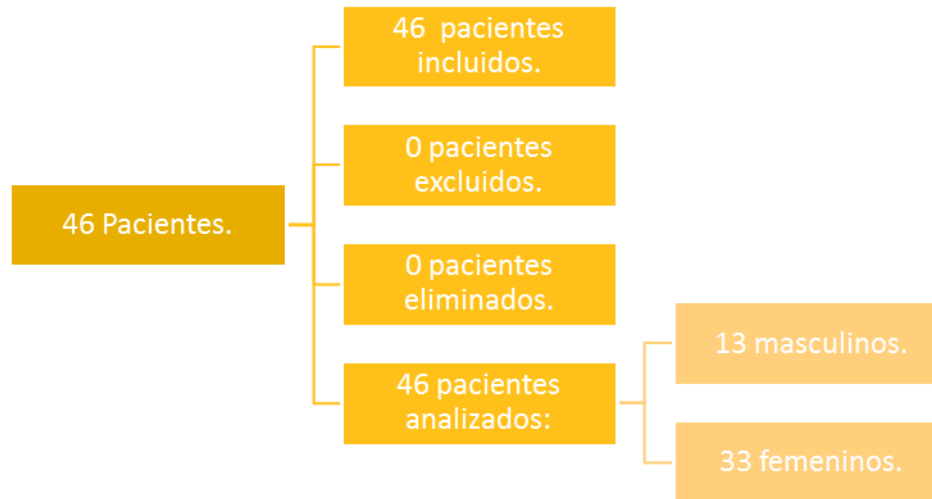 46 Pacientes.
46 pacientes
incluidos.
0 pacientes
excluidos.
0 pacientes
eliminados.
46 pacientes
analizados:
13 masculinos.
33 femeninos.